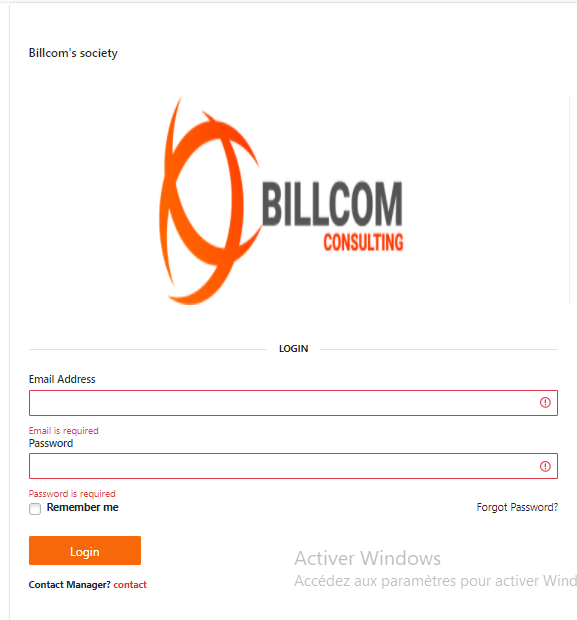 Billcom's society
BILLCOM
CONSULTING
LOGIN
Email Address
Email is required
Password
Password is required
Remember me
Forgot Password?
Login
Contact Manager? contact
Activer Windows
Accédez aux paramètres pour activer Wind